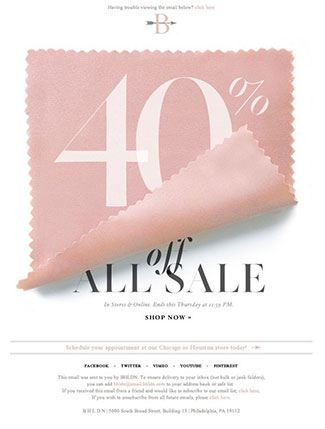 Having trouble viewing the email below? click here
B
40%
off
ALL SALE
In Stores & Online. Ends this Thursday at 11:59 PM.
SHOP NOW »
Schedule your appointment at our Chicago or Houston store today!
FACEBOOK • TWITTER • VIMEO • YOUTUBE • PINTEREST
This email was sent to you by BHLDN. To ensure delivery to your inbox (not bulk or junk folders),
you can add bhldn@email.bhldn.com to your address book or safe list.
If you received this email from a friend and would like to subscribe to our email list, click here.
If you wish to unsubscribe from all future emails, please click here.
B H L D N | 5000 South Broad Street, Building 15 | Philadelphia, PA 19112